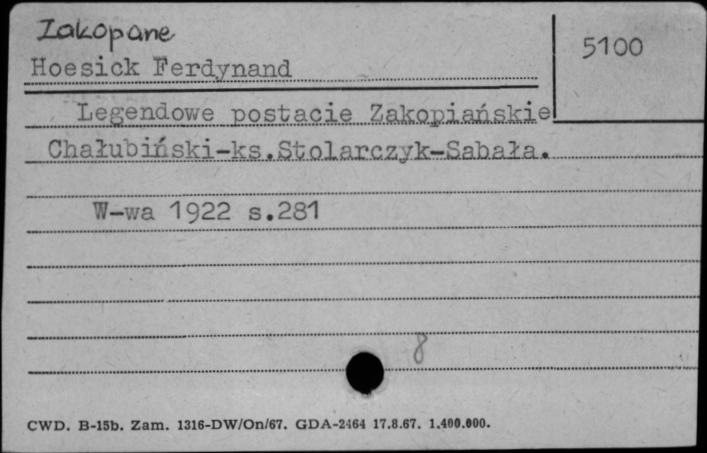 Zakopane
5100
Hoesick Ferdynand
Legendowe postacie Zakopiańskie
Chałubiński-ks.Stolarczyk-Sabała.
W-wa 1922 s.281
8
CWD. B-15b. Zam. 1316-DW/On/67. GDA-2464 17.8.67. 1.400.000.